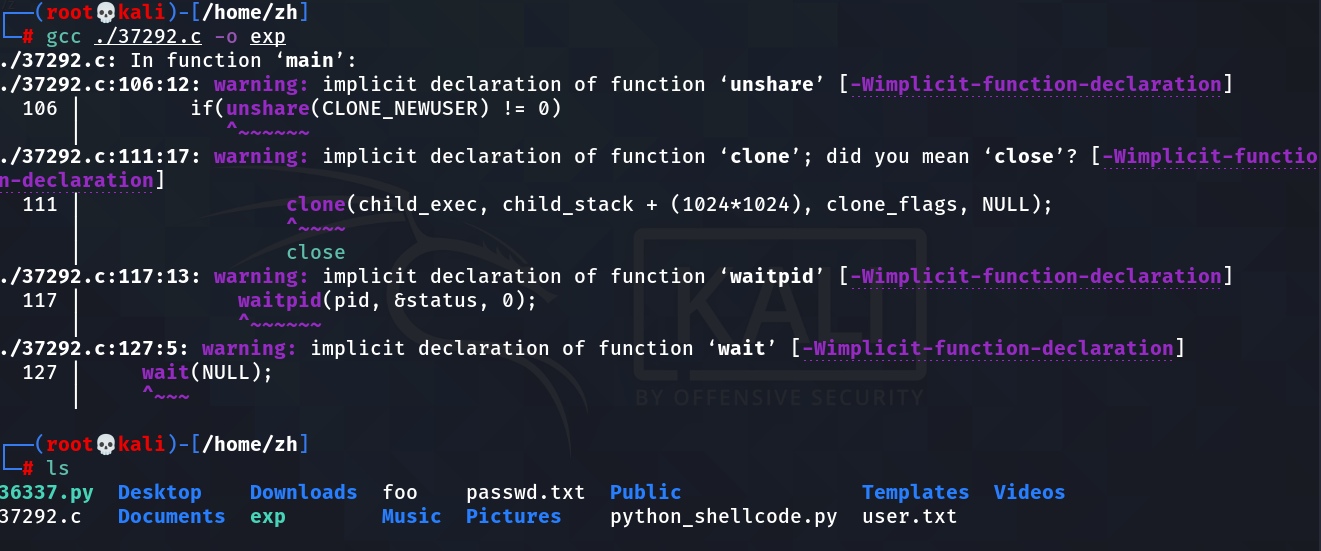 ┌──(root💀kali)-[/home/zh]
└─# gcc ./37292.c -o exp
./37292.c: In function ‘main’:
./37292.c:106:12: warning: implicit declaration of function ‘unshare’ [-Wimplicit-function-declaration]
  106 |         if(unshare(CLONE_NEWUSER) != 0)
      |            ^~~~~~~
./37292.c:111:17: warning: implicit declaration of function ‘clone’; did you mean ‘close’? [-Wimplicit-functio
n-declaration]
  111 |                 clone(child_exec, child_stack + (1024*1024), clone_flags, NULL);
      |                 ^~~~~
      |                 close
./37292.c:117:13: warning: implicit declaration of function ‘waitpid’ [-Wimplicit-function-declaration]
  117 |             waitpid(pid, &status, 0);
      |             ^~~~~~~
./37292.c:127:5: warning: implicit declaration of function ‘wait’ [-Wimplicit-function-declaration]
  127 |     wait(NULL);
      |     ^~~~
KALI
BY OFFENSIVE SECURITY
┌──(root💀kali)-[/home/zh]
└─# ls
36337.py  Desktop    Downloads  foo    passwd.txt  Public                Templates  Videos
37292.c   Documents  exp        Music  Pictures    python_shellcode.py  user.txt